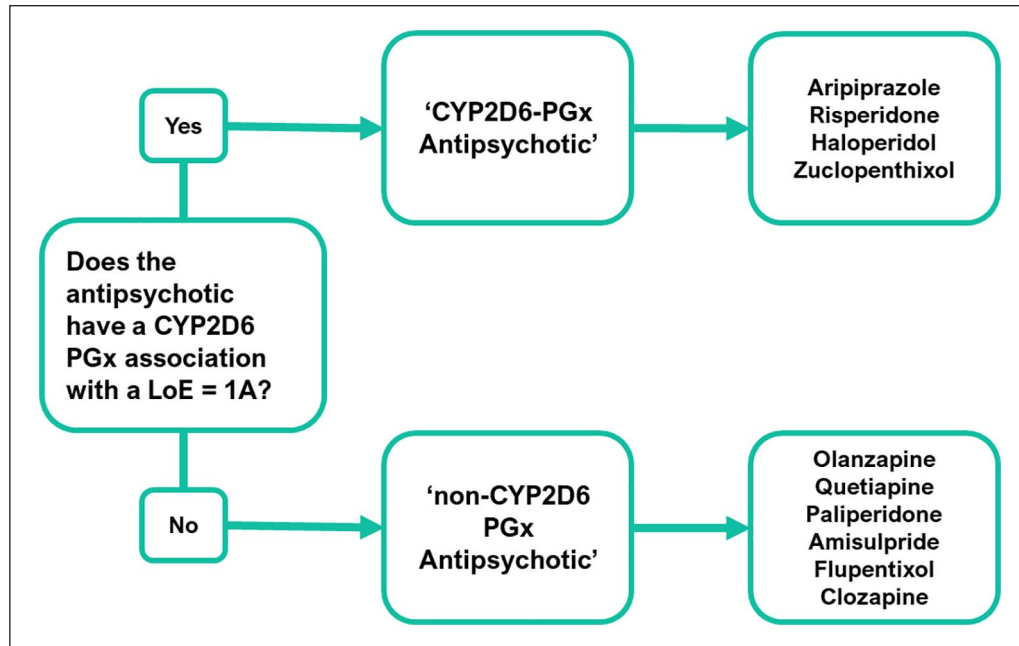 Yes
‘CYP2D6-PGx
Antipsychotic’
Aripiprazole
Risperidone
Haloperidol
Zuclopenthixol
Does the
antipsychotic
have a CYP2D6
PGx association
with a LoE = 1A?
No
‘non-CYP2D6
PGx
Antipsychotic’
Olanzapine
Quetiapine
Paliperidone
Amisulpride
Flupentixol
Clozapine